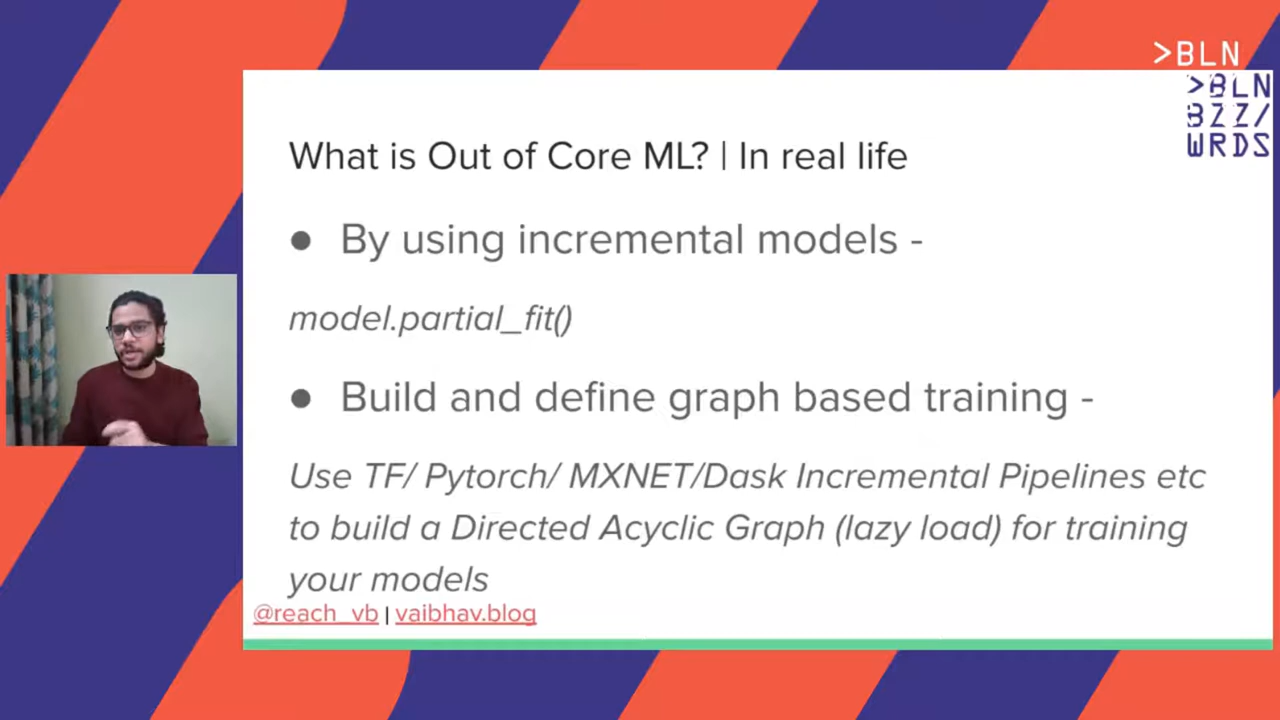 >BLN
>BLN
BZZ/
WRDS
What is Out of Core ML? | In real life
● By using incremental models -
model.partial_fit()
● Build and define graph based training -
Use TF/ Pytorch/ MXNET/Dask Incremental Pipelines etc
to build a Directed Acyclic Graph (lazy load) for training
your models
@reach_vb | vaibhav.blog